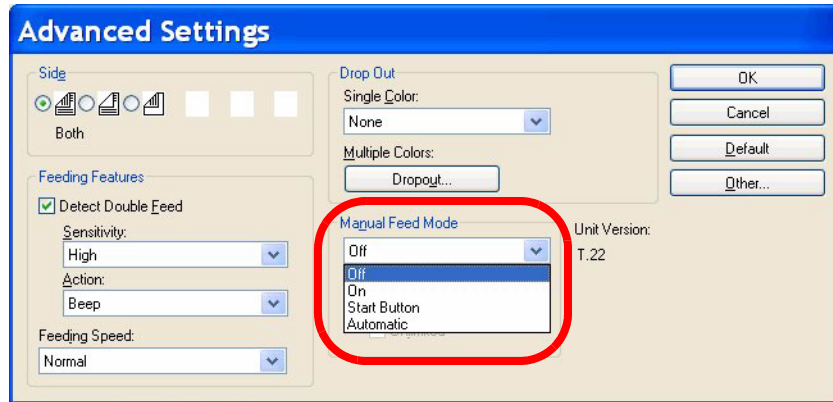 Advanced Settings
Side
Both
Feeding Features
Detect Double Feed
Sensitivity:
High
Action:
Beep
Feeding Speed:
Normal
Drop Out
Single Color:
None
Multiple Colors:
Dropout...
Manual Feed Mode
Off
Off
On
Start Button
Automatic
Unit Version:
T.22
OK
Cancel
Default
Other...